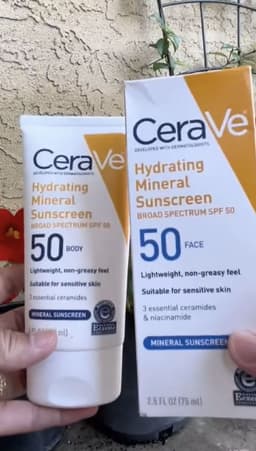 CeraVe
DEVELOPED WITH DERMATOLOGISTS
Hydrating
Mineral
Sunscreen
BROAD SPECTRUM SPF 50
50 BODY
Lightweight, non-greasy feel
Suitable for sensitive skin
3 essential ceramides
MINERAL SUNSCREEN
CeraVe
DEVELOPED WITH DERMATOLOGISTS
Hydrating
Mineral
Sunscreen
BROAD SPECTRUM SPF 50
50 FACE
Lightweight, non-greasy feel
Suitable for sensitive skin
3 essential ceramides
& niacinamide
MINERAL SUNSCREEN
2.5 FL OZ (75 ml)